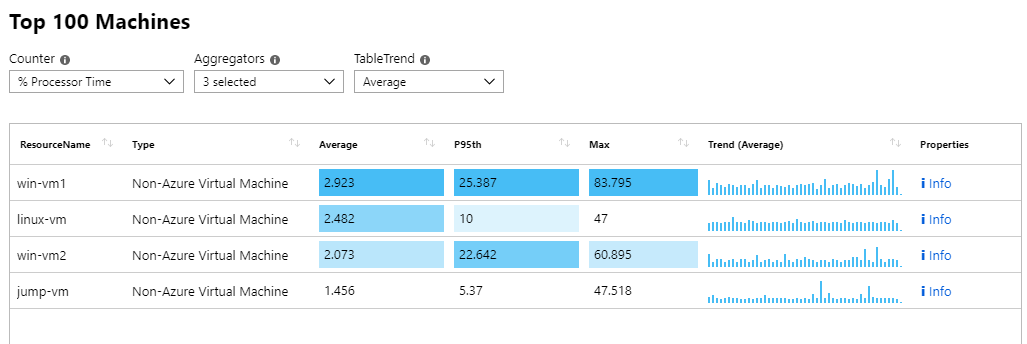 Top 100 Machines
Counter Aggregators TableTrend
% Processor Time 3 selected Average
ResourceName Type Average P95th Max Trend (Average) Properties
win-vm1 Non-Azure Virtual Machine 2.923 25.387 83.795 Info
linux-vm Non-Azure Virtual Machine 2.482 10 47 Info
win-vm2 Non-Azure Virtual Machine 2.073 22.642 60.895 Info
jump-vm Non-Azure Virtual Machine 1.456 5.37 47.518 Info